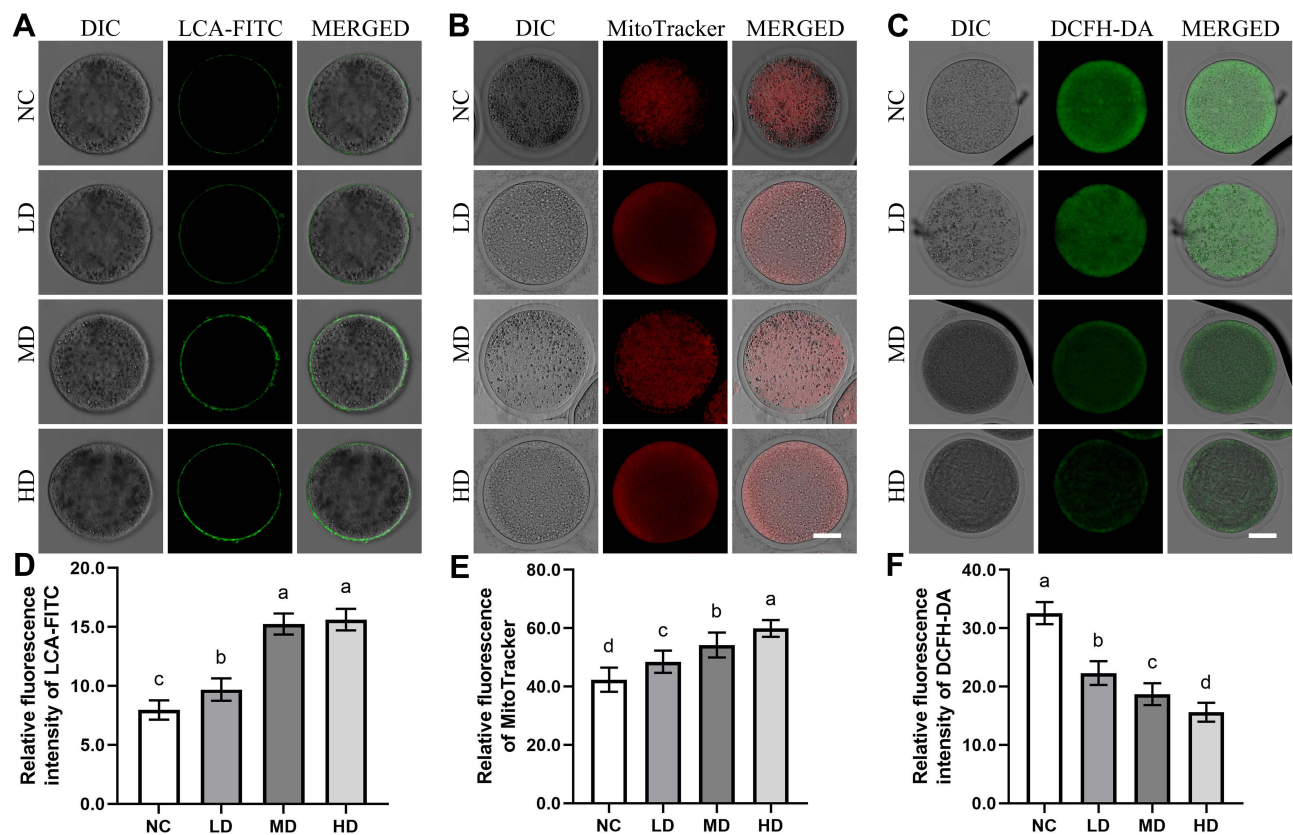 A
DIC LCA-FITC MERGED
NC
LD
MD
HD
B
DIC MitoTracker MERGED
NC
LD
MD
HD
C
DIC DCFH-DA MERGED
NC
LD
MD
HD
D
Relative fluorescence
intensity of LCA-FITC
20.0
15.0
10.0
5.0
0.0
c b a a
NC LD MD HD
E
Relative fluorescence
of MitoTracker
80.0
60.0
40.0
20.0
0.0
d c b a
NC LD MD HD
F
Relative fluorescence
intensity of DCFH-DA
40.0
30.0
20.0
10.0
0.0
a b c d
NC LD MD HD